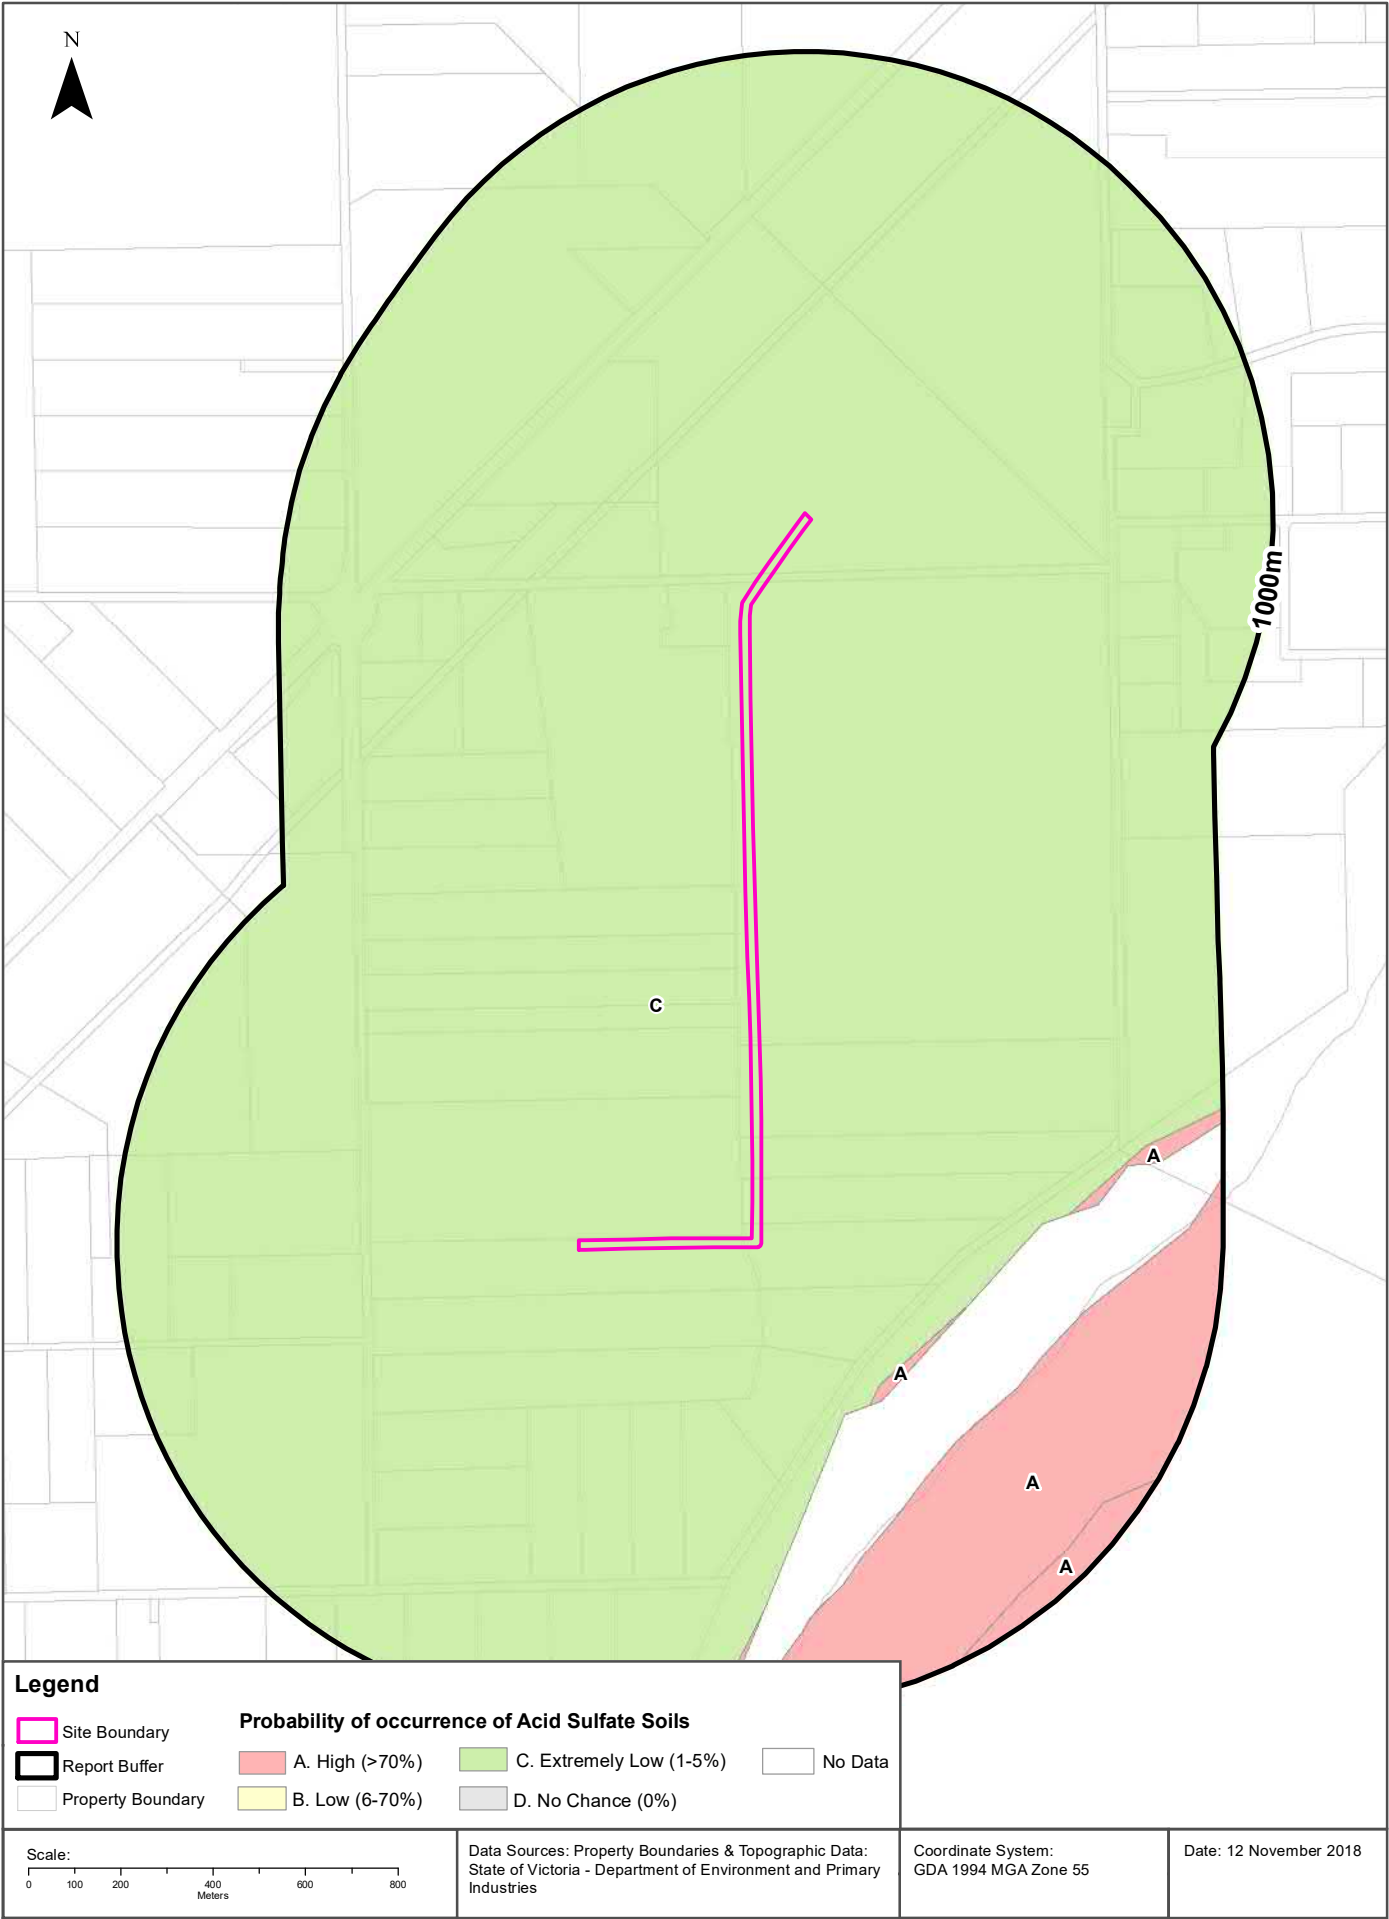 N
1000m
C
A
A
A
A
Legend
Site Boundary
Report Buffer
Property Boundary
Probability of occurrence of Acid Sulfate Soils
A. High (>70%)
B. Low (6-70%)
C. Extremely Low (1-5%)
D. No Chance (0%)
No Data
Scale:
0 100 200 400 600 800
Meters
Data Sources: Property Boundaries & Topographic Data:
State of Victoria - Department of Environment and Primary
Industries
Coordinate System:
GDA 1994 MGA Zone 55
Date: 12 November 2018